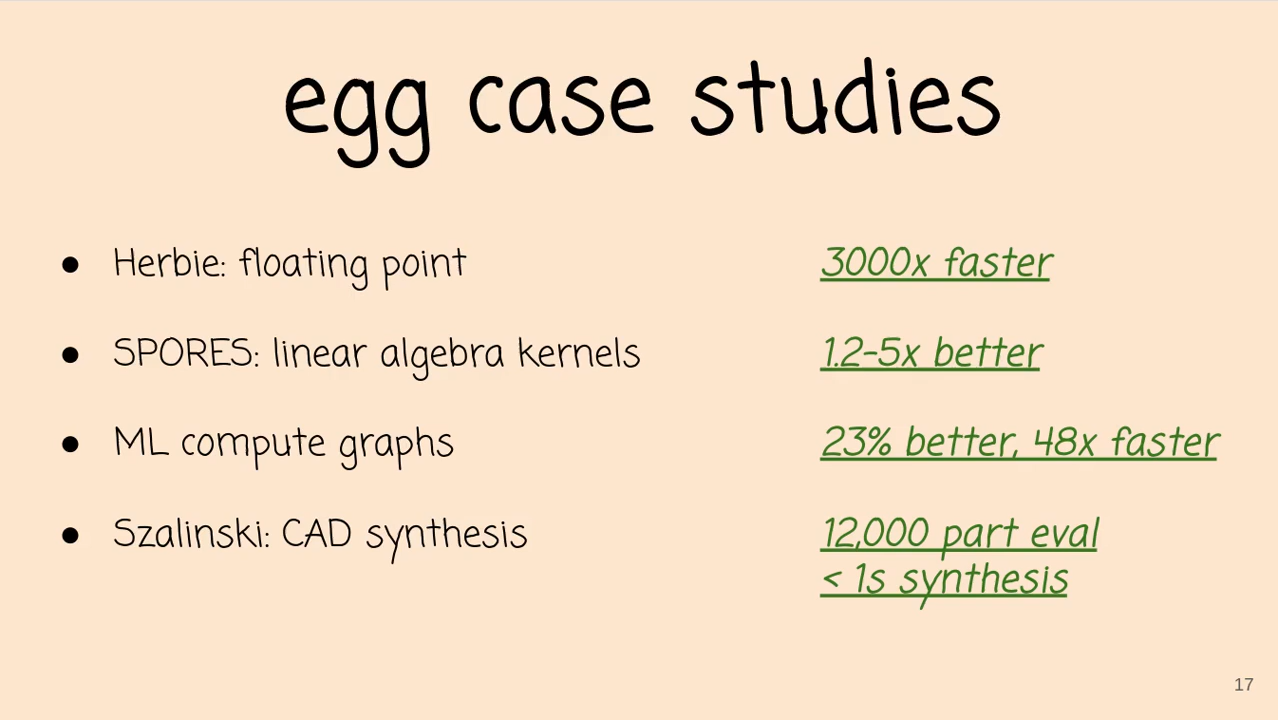 egg case studies
● Herbie: floating point 3000x faster
● SPORES: linear algebra kernels 1.2-5x better
● ML compute graphs 23% better, 48x faster
● Szalinski: CAD synthesis 12,000 part eval
< 1s synthesis
17